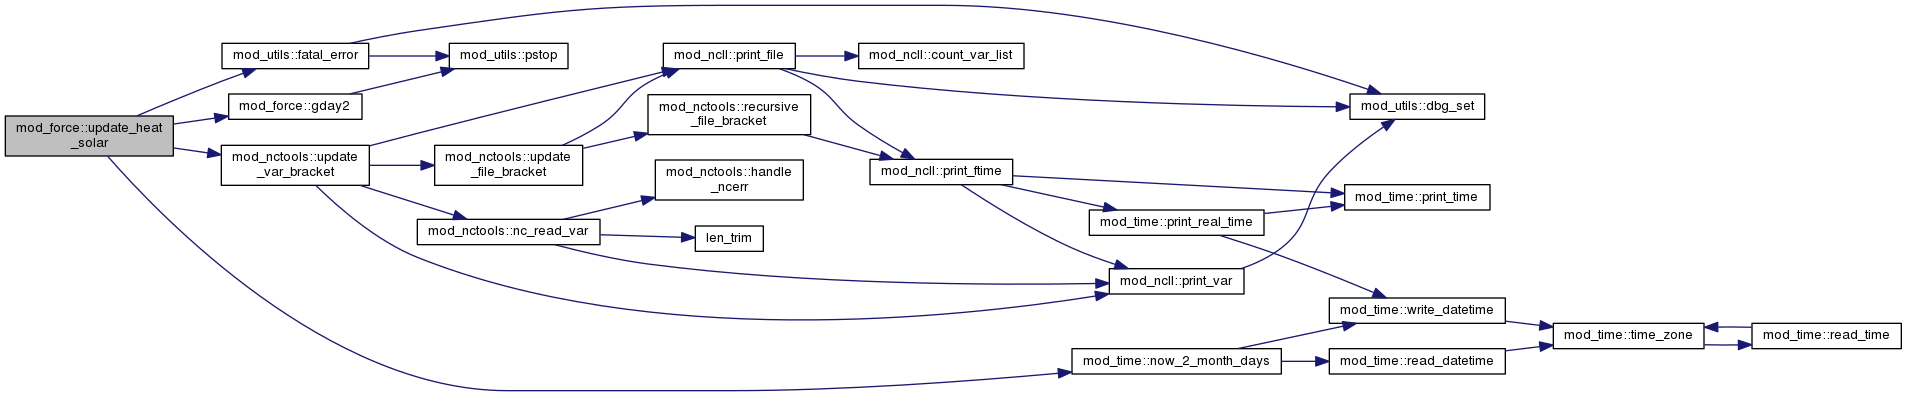 mod_force::update_heat
_solar
mod_utils::fatal_error
mod_force::gday2
mod_nctools::update
_var_bracket
mod_utils::pstop
mod_nctools::update
_file_bracket
mod_nctools::nc_read_var
mod_ncll::print_file
mod_nctools::recursive
_file_bracket
mod_nctools::handle
_ncerr
len_trim
mod_ncll::count_var_list
mod_ncll::print_ftime
mod_time::print_real_time
mod_ncll::print_var
mod_time::now_2_month_days
mod_utils::dbg_set
mod_time::print_time
mod_time::write_datetime
mod_time::read_datetime
mod_time::time_zone
mod_time::read_time